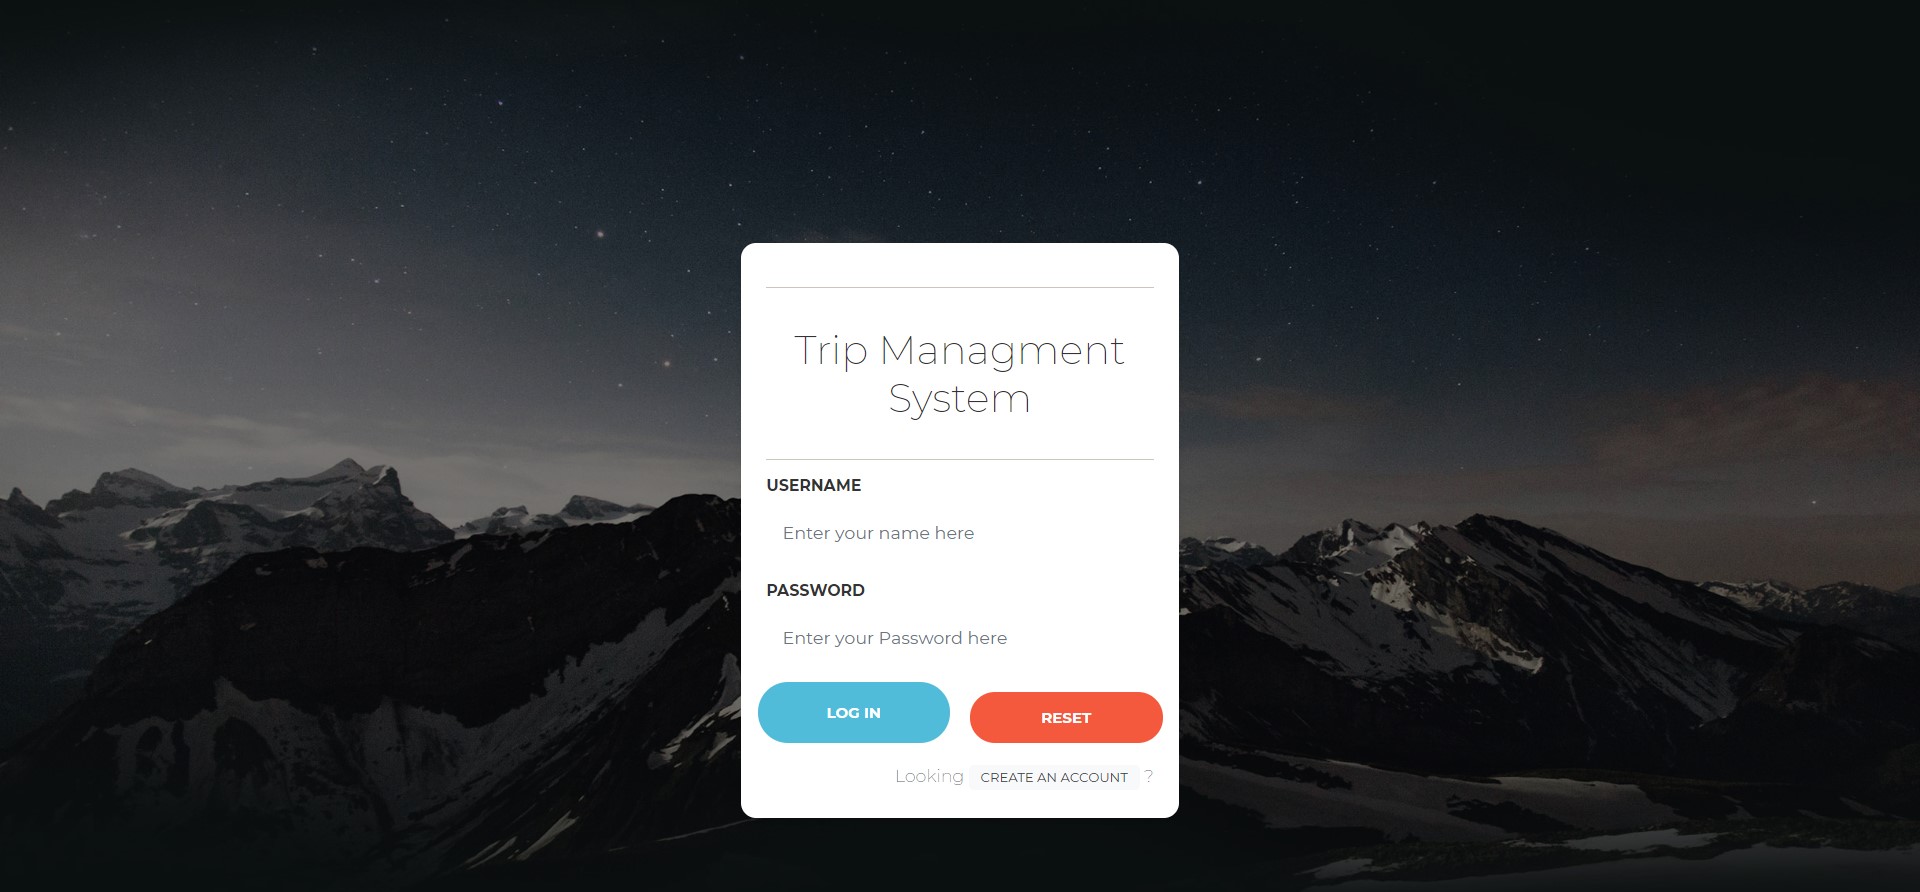 Trip Managment
System
USERNAME
Enter your name here
PASSWORD
Enter your Password here
LOG IN RESET
Looking CREATE AN ACCOUNT ?